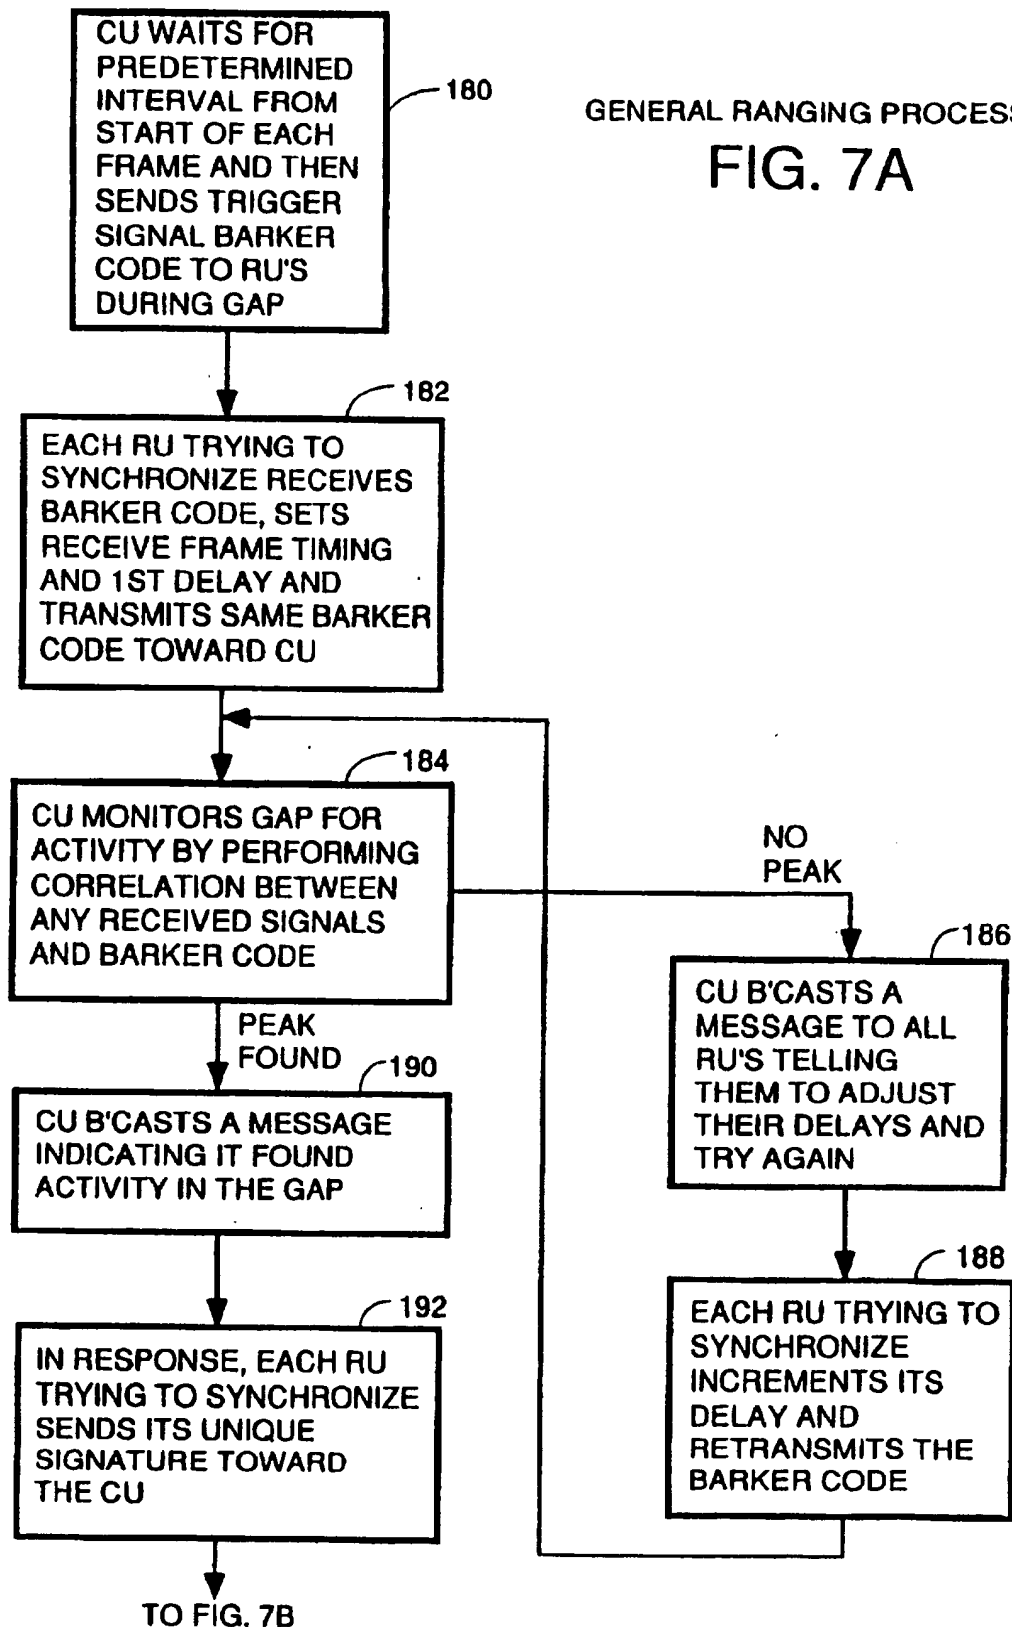 CU WAITS FOR
PREDETERMINED
INTERVAL FROM
START OF EACH
FRAME AND THEN
SENDS TRIGGER
SIGNAL BARKER
CODE TO RU'S
DURING GAP
180
GENERAL RANGING PROCESS
FIG. 7A
182
EACH RU TRYING TO
SYNCHRONIZE RECEIVES
BARKER CODE, SETS
RECEIVE FRAME TIMING
AND 1ST DELAY AND
TRANSMITS SAME BARKER
CODE TOWARD CU
184
CU MONITORS GAP FOR
ACTIVITY BY PERFORMING
CORRELATION BETWEEN
ANY RECEIVED SIGNALS
AND BARKER CODE
NO
PEAK
186
CU B'CASTS A
MESSAGE TO ALL
RU'S TELLING
THEM TO ADJUST
THEIR DELAYS AND
TRY AGAIN
188
EACH RU TRYING TO
SYNCHRONIZE
INCREMENTS ITS
DELAY AND
RETRANSMITS THE
BARKER CODE
PEAK
FOUND
190
CU B'CASTS A MESSAGE
INDICATING IT FOUND
ACTIVITY IN THE GAP
192
IN RESPONSE, EACH RU
TRYING TO SYNCHRONIZE
SENDS ITS UNIQUE
SIGNATURE TOWARD
THE CU
TO FIG. 7B